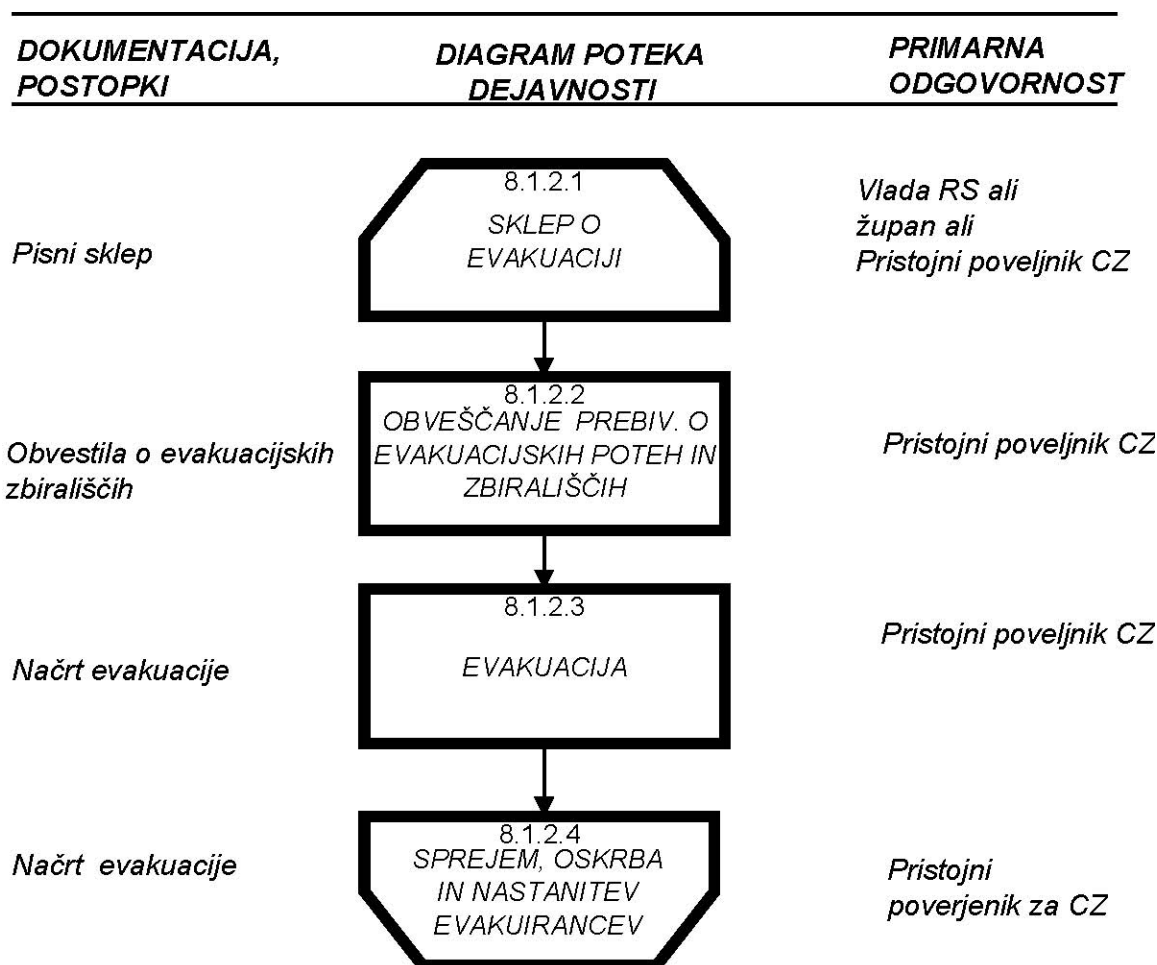 DOKUMENTACIJA,
POSTOPKI
DIAGRAM POTEKA
DEJAVNOSTI
PRIMARNA
ODGOVORNOST
Pisni sklep
8.1.2.1
SKLEP O
EVAKUACIJI
Vlada RS ali
župan ali
Pristojni poveljnik CZ
Obvestila o evakuacijskih
zbirališčih
8.1.2.2
OBVEŠČANJE PREBIV. O
EVAKUACIJSKIH POTEH IN
ZBIRALIŠČIH
Pristojni poveljnik CZ
Načrt evakuacije
8.1.2.3
EVAKUACIJA
Pristojni poveljnik CZ
Načrt evakuacije
8.1.2.4
SPREJEM, OSKRBA
IN NASTANITEV
EVAKUIRANCEV
Pristojni
poverjenik za CZ